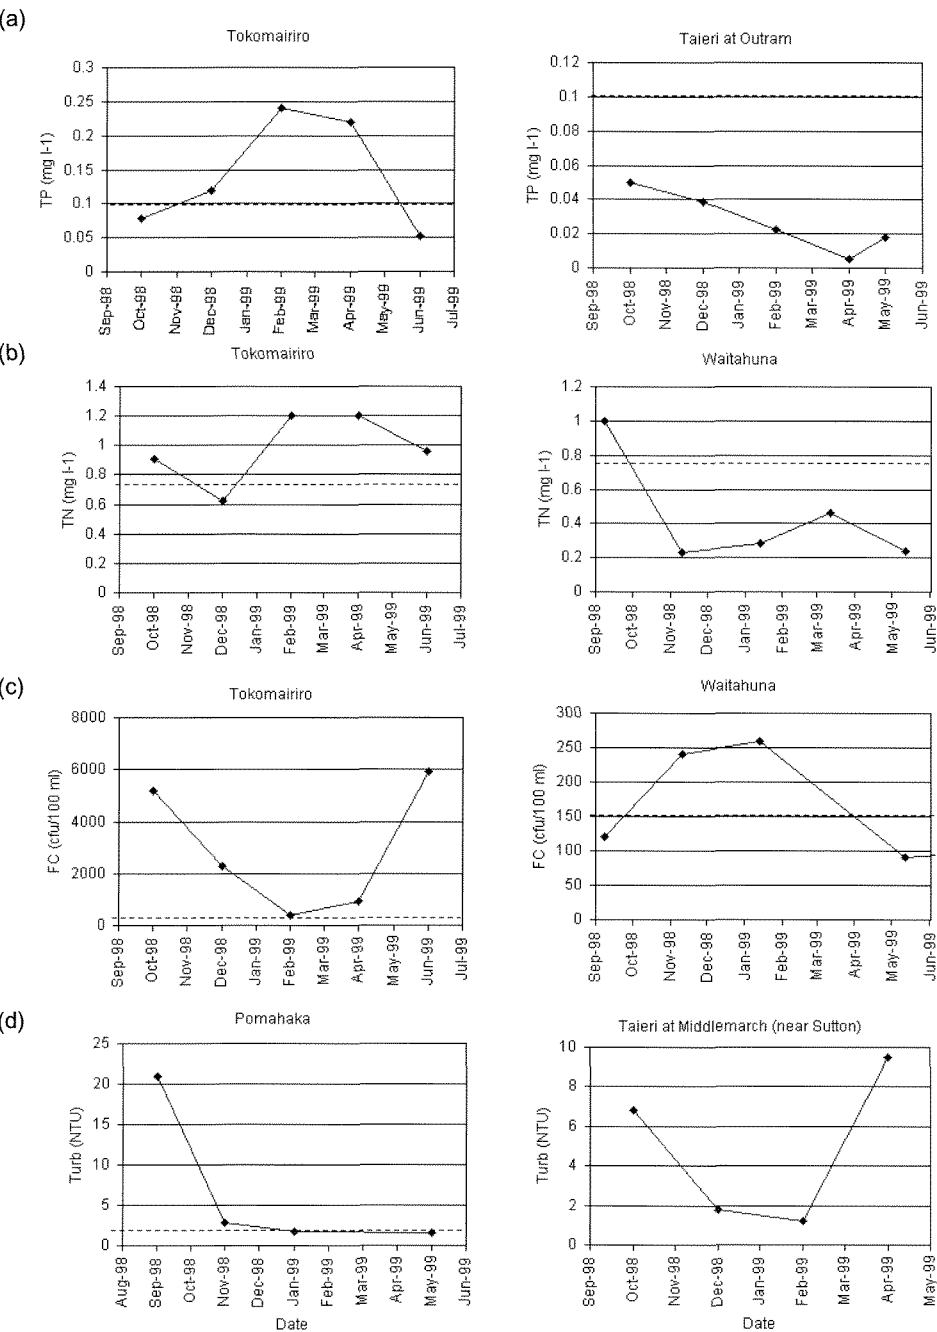 (a)
Tokomairiro
TP (mg l-1)
0.3
0.25
0.2
0.15
0.1
0.05
0
Sep-98
Oct-98
Nov-98
Dec-98
Jan-99
Feb-99
Mar-99
Apr-99
May-99
Jun-99
Jul-99
Taieri at Outram
TP (mg l-1)
0.12
0.1
0.08
0.06
0.04
0.02
0
Sep-98
Oct-98
Nov-98
Dec-98
Jan-99
Feb-99
Mar-99
Apr-99
May-99
Jun-99
(b)
Tokomairiro
TN (mg l-1)
1.4
1.2
1
0.8
0.6
0.4
0.2
0
Sep-98
Oct-98
Nov-98
Dec-98
Jan-99
Feb-99
Mar-99
Apr-99
May-99
Jun-99
Jul-99
Waitahuna
TN (mg l-1)
1.2
1
0.8
0.6
0.4
0.2
0
Sep-98
Oct-98
Nov-98
Dec-98
Jan-99
Feb-99
Mar-99
Apr-99
May-99
Jun-99
(c)
Tokomairiro
FC (cfu/100 ml)
8000
6000
4000
2000
0
Sep-98
Oct-98
Nov-98
Dec-98
Jan-99
Feb-99
Mar-99
Apr-99
May-99
Jun-99
Jul-99
Waitahuna
FC (cfu/100 ml)
300
250
200
150
100
50
0
Sep-98
Oct-98
Nov-98
Dec-98
Jan-99
Feb-99
Mar-99
Apr-99
May-99
Jun-99
(d)
Pomahaka
Turb (NTU)
25
20
15
10
5
0
Aug-98
Sep-98
Oct-98
Nov-98
Dec-98
Jan-99
Feb-99
Mar-99
Apr-99
May-99
Jun-99
Date
Taieri at Middlemarch (near Sutton)
Turb (NTU)
10
8
6
4
2
0
Sep-98
Oct-98
Nov-98
Dec-98
Jan-99
Feb-99
Mar-99
Apr-99
May-99
Date